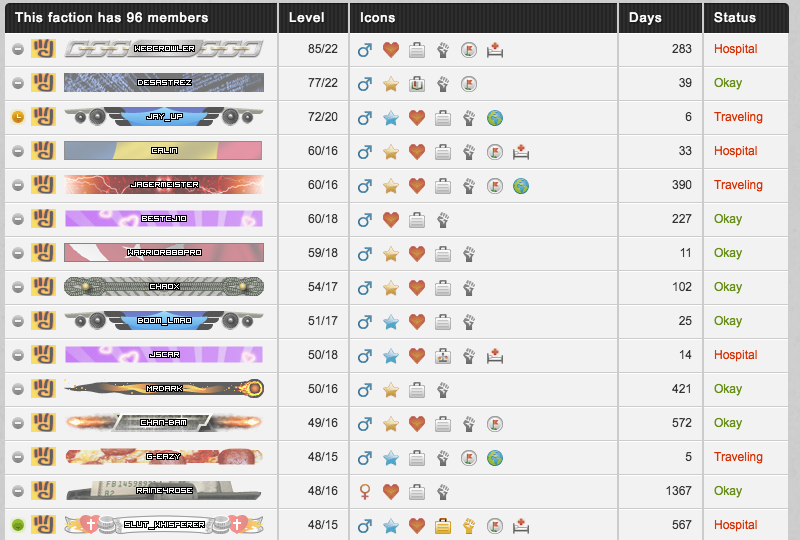 This faction has 96 members Level Icons Days Status
WEBCROWLER 85/22 283 Hospital
DESASTREZ 77/22 39 Okay
JAY_UP 72/20 6 Traveling
CALIN 60/16 33 Hospital
JAGERMEISTER 60/16 390 Traveling
BESTCJ10 60/18 227 Okay
WARRIORBBBPRO 59/18 11 Okay
CHAOX 54/17 102 Okay
BOOM_LMAO 51/17 25 Okay
JSCAR 50/18 14 Hospital
MRDARK 50/16 421 Okay
CHAN-BAM 49/16 572 Okay
G-EAZY 48/15 5 Traveling
RAINE4ROSE 48/16 1367 Okay
SLUT_WHISPERER 48/15 567 Hospital